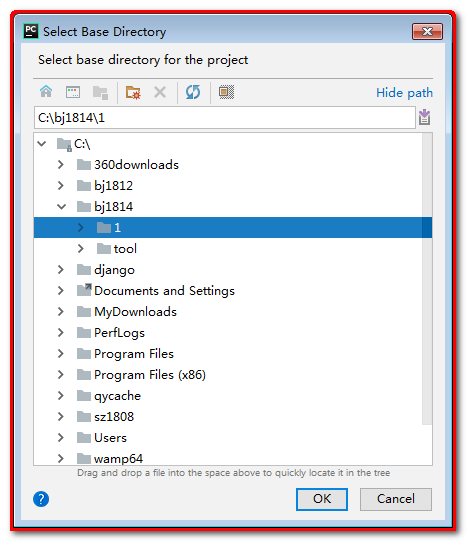 PC Select Base Directory
Select base directory for the project
Hide path
C:\bj1814\1
C:\
360downloads
bj1812
bj1814
1
tool
django
Documents and Settings
MyDownloads
PerfLogs
Program Files
Program Files (x86)
qycache
sz1808
Users
wamp64
Drag and drop a file into the space above to quickly locate it in the tree
? OK Cancel